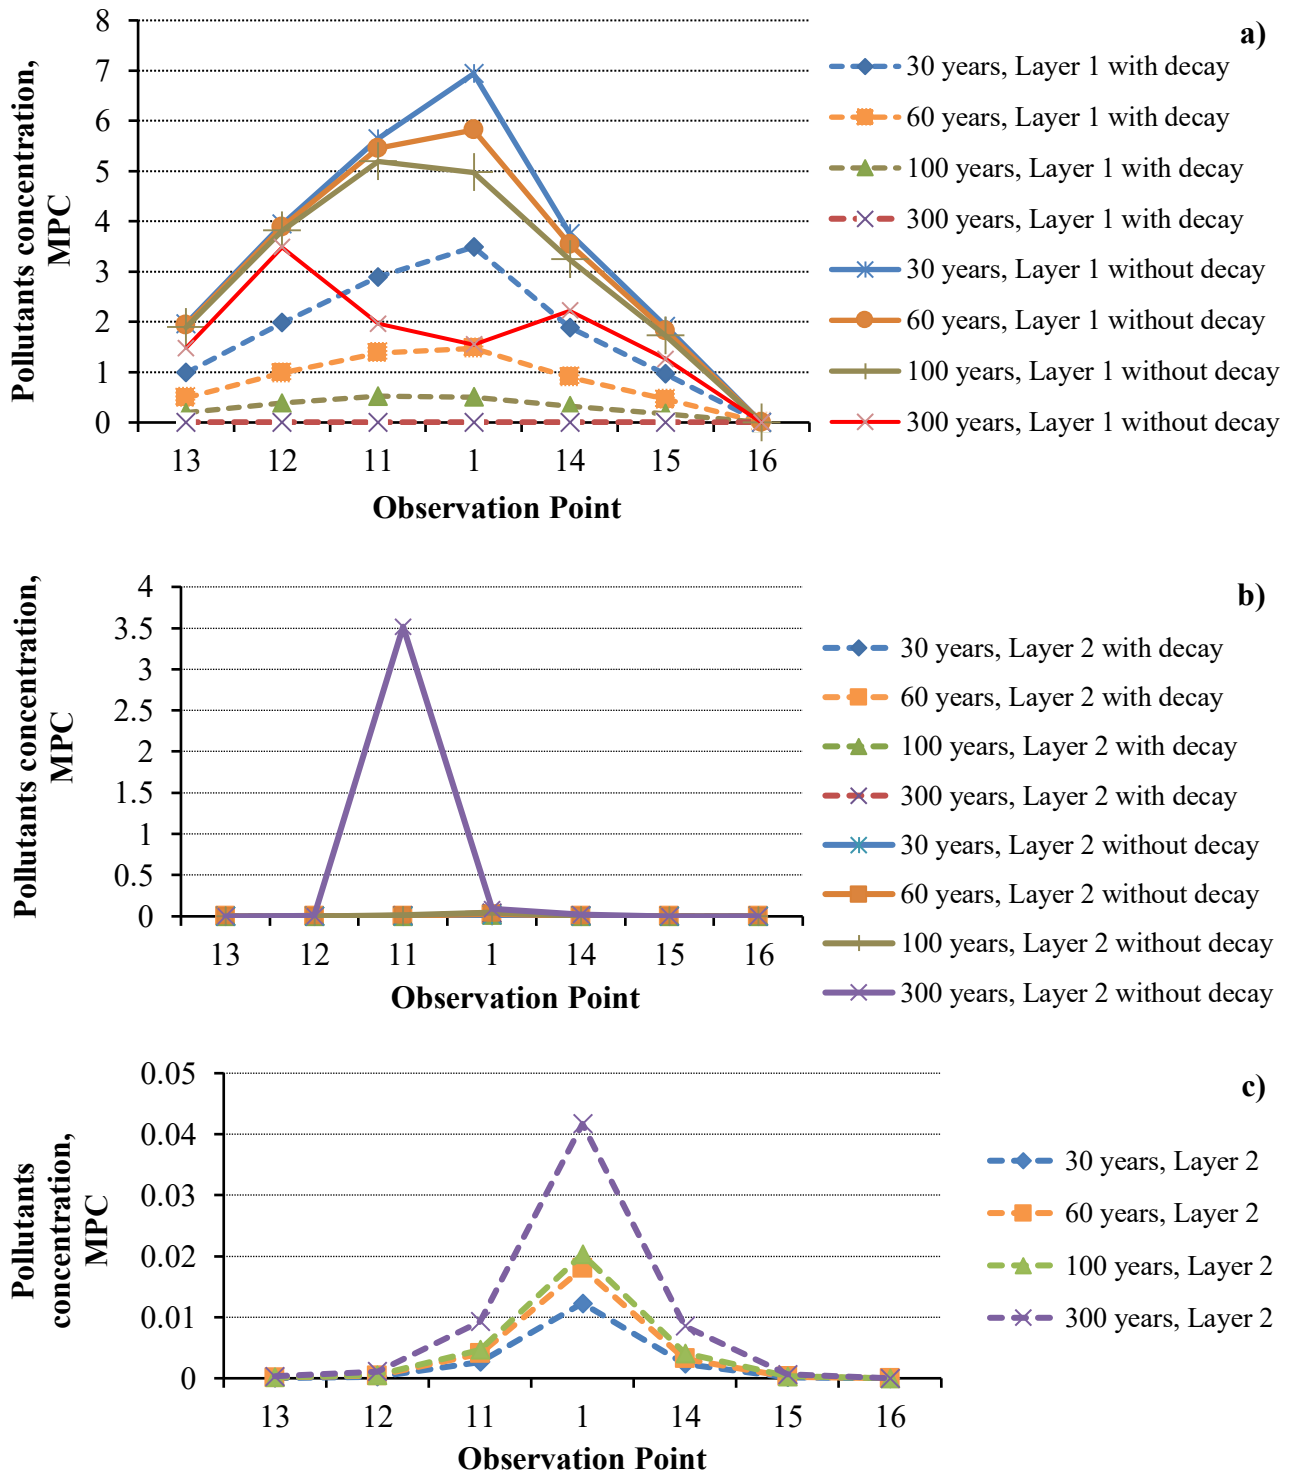 a)
Pollutants concentration,
MPC
8
7
6
5
4
3
2
1
0
13 12 11 1 14 15 16
Observation Point
30 years, Layer 1 with decay
60 years, Layer 1 with decay
100 years, Layer 1 with decay
300 years, Layer 1 with decay
30 years, Layer 1 without decay
60 years, Layer 1 without decay
100 years, Layer 1 without decay
300 years, Layer 1 without decay
b)
Pollutants concentration,
MPC
4
3.5
3
2.5
2
1.5
1
0.5
0
13 12 11 1 14 15 16
Observation Point
30 years, Layer 2 with decay
60 years, Layer 2 with decay
100 years, Layer 2 with decay
300 years, Layer 2 with decay
30 years, Layer 2 without decay
60 years, Layer 2 without decay
100 years, Layer 2 without decay
300 years, Layer 2 without decay
c)
Pollutants
concentration,
MPC
0.05
0.04
0.03
0.02
0.01
0
13 12 11 1 14 15 16
Observation Point
30 years, Layer 2
60 years, Layer 2
100 years, Layer 2
300 years, Layer 2